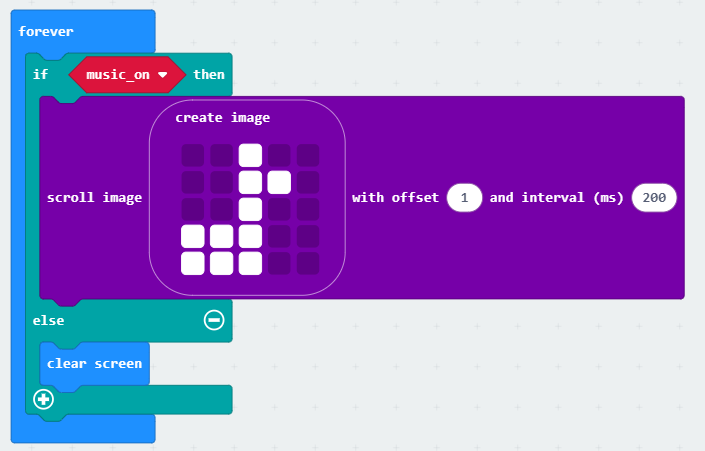 forever
if music_on then
create image
scroll image with offset 1 and interval (ms) 200
else
clear screen